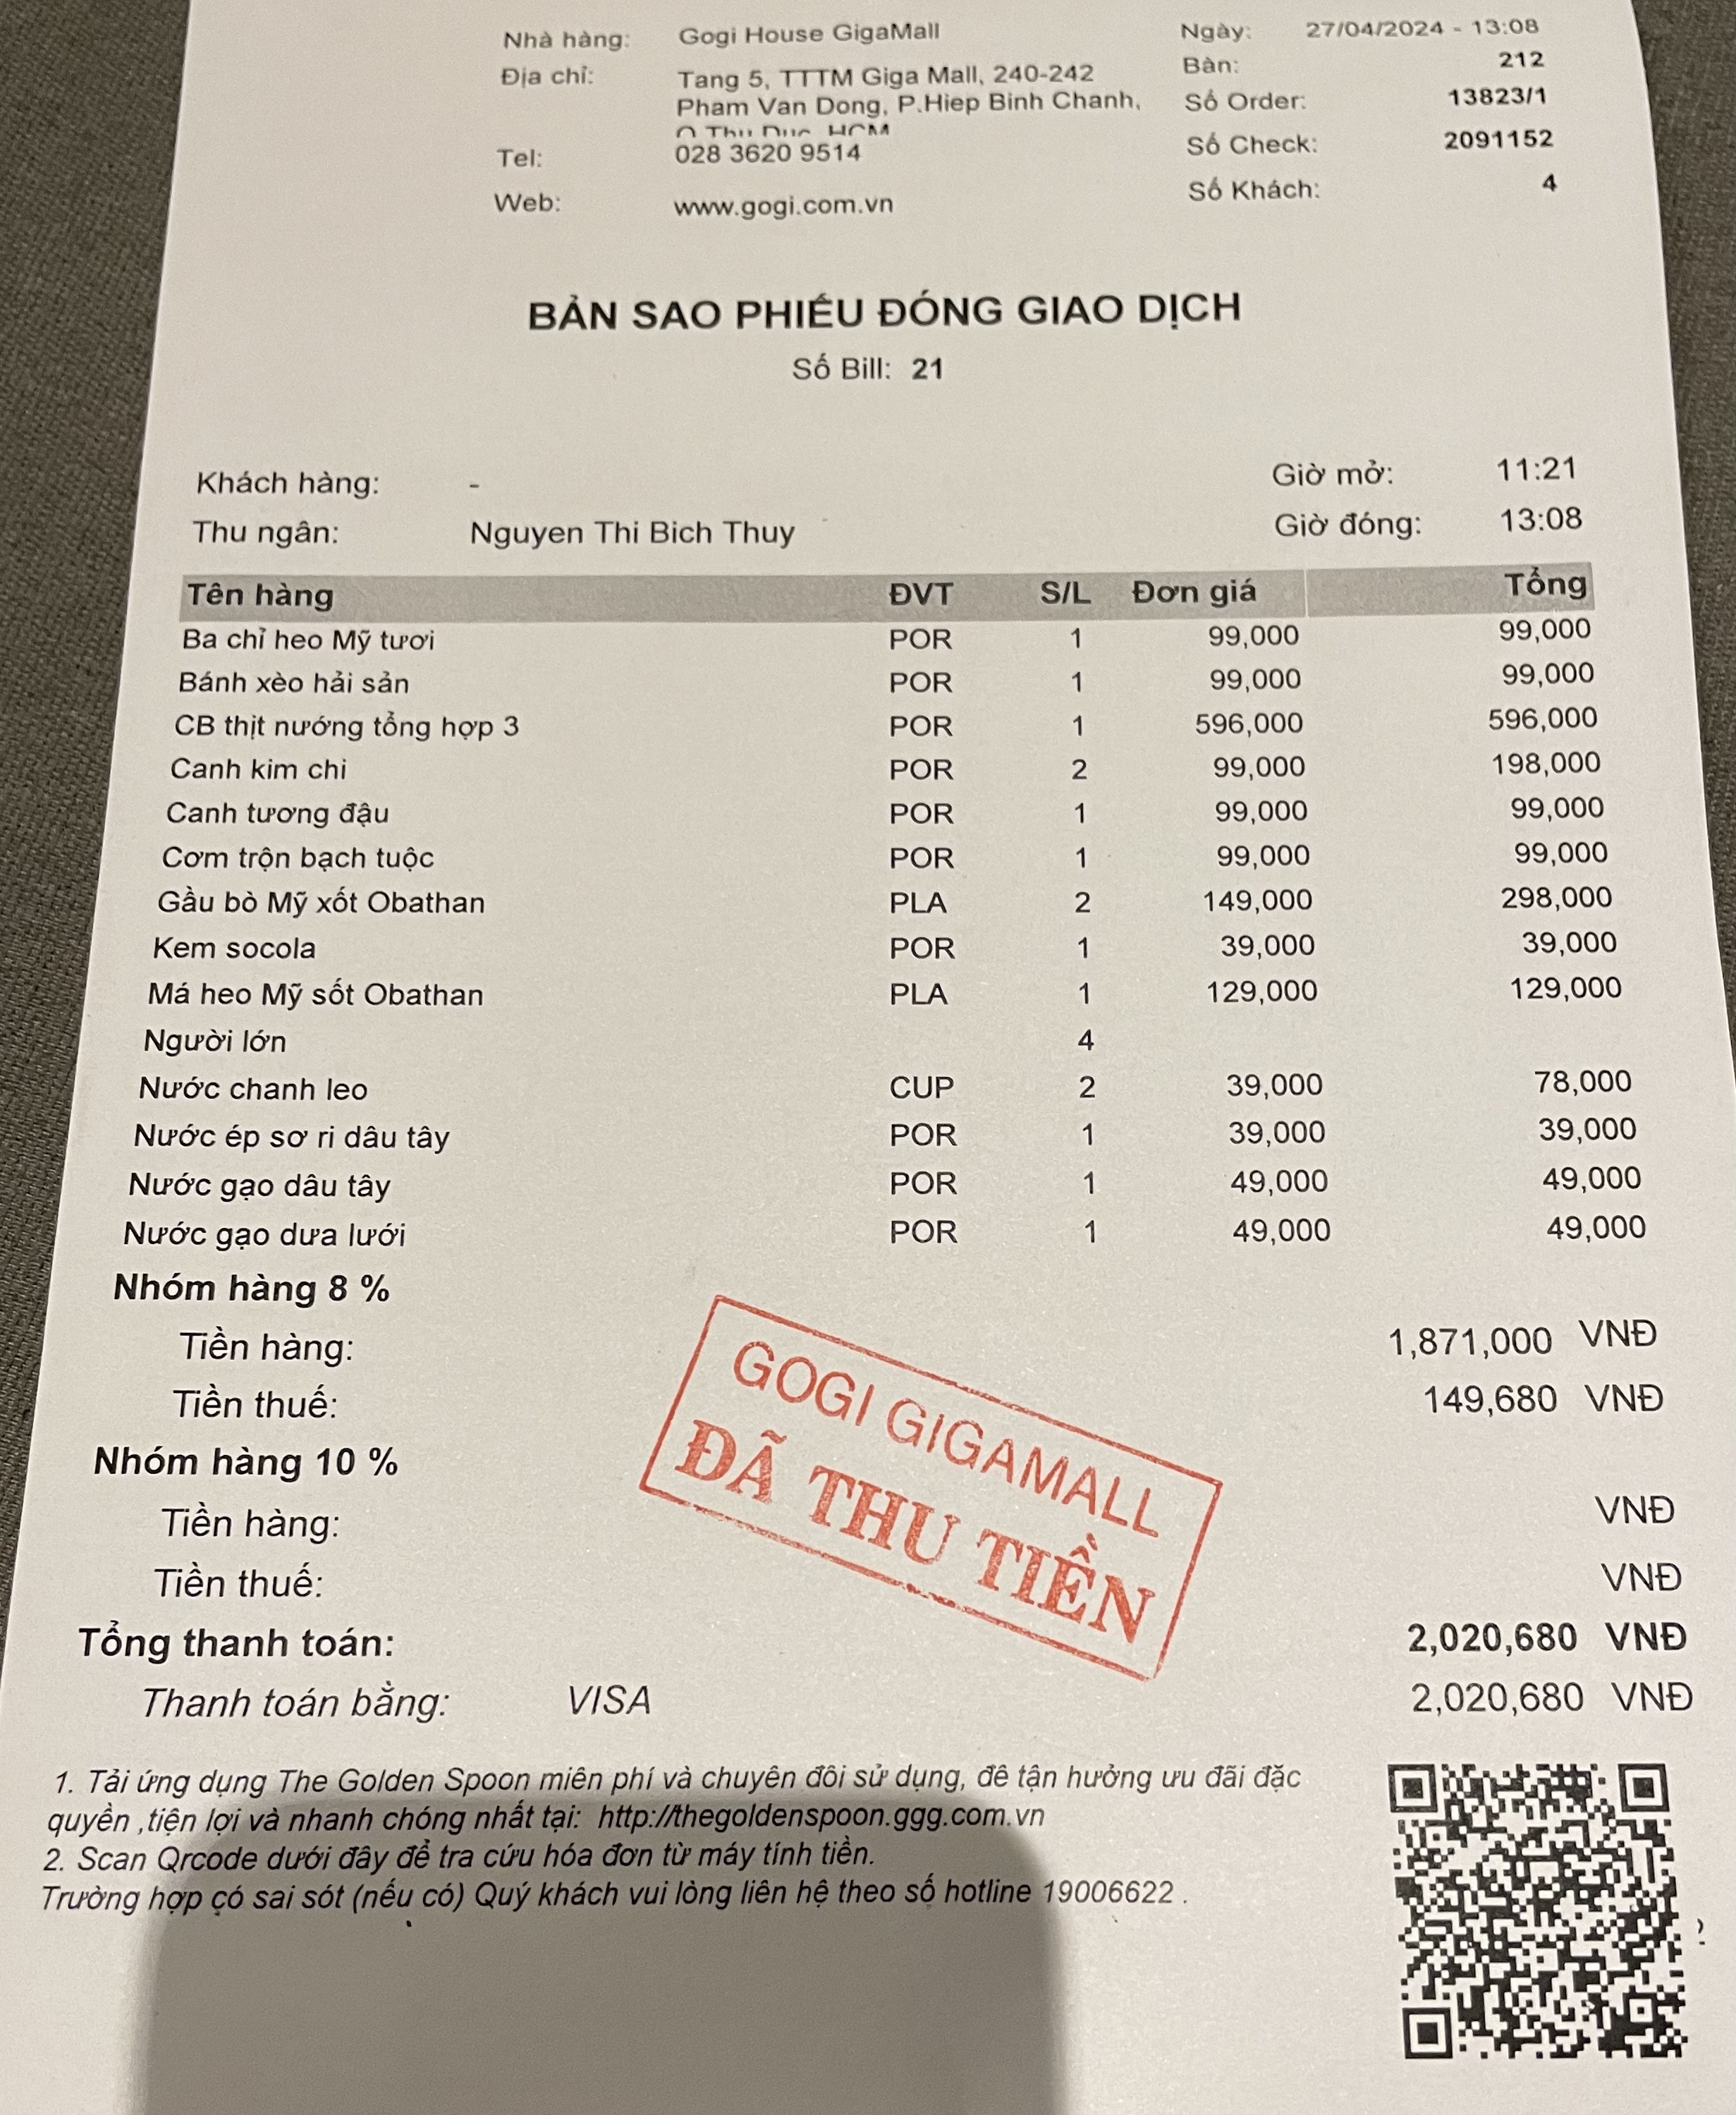 Nhà hàng: Gogi House GigaMall
Ngày: 27/04/2024 - 13:08
Địa chỉ: Tang 5, TTTM Giga Mall, 240-242
Bàn: 212
Pham Van Dong, P.Hiep Binh Chanh,
Số Order: 13823/1
Q Thu Duc, HCM
Tel: 028 3620 9514
Số Check: 2091152
Web: www.gogi.com.vn
Số Khách: 4
BẢN SAO PHIẾU ĐÓNG GIAO DỊCH
Số Bill: 21
Khách hàng: -
Giờ mở: 11:21
Thu ngân: Nguyen Thi Bich Thuy
Giờ đóng: 13:08
Tên hàng ĐVT S/L Đơn giá Tổng
Ba chỉ heo Mỹ tươi POR 1 99,000 99,000
Bánh xèo hải sản POR 1 99,000 99,000
CB thịt nướng tổng hợp 3 POR 1 596,000 596,000
Canh kim chi POR 2 99,000 198,000
Canh tương đậu POR 1 99,000 99,000
Cơm trộn bạch tuộc POR 1 99,000 99,000
Gầu bò Mỹ xốt Obathan PLA 2 149,000 298,000
Kem socola POR 1 39,000 39,000
Má heo Mỹ sốt Obathan PLA 1 129,000 129,000
Người lớn 4
Nước chanh leo CUP 2 39,000 78,000
Nước ép sơ ri dâu tây POR 1 39,000 39,000
Nước gạo dâu tây POR 1 49,000 49,000
Nước gạo dưa lưới POR 1 49,000 49,000
Nhóm hàng 8 %
Tiền hàng: 1,871,000 VNĐ
Tiền thuế: 149,680 VNĐ
Nhóm hàng 10 %
Tiền hàng: VNĐ
Tiền thuế: VNĐ
Tổng thanh toán: 2,020,680 VNĐ
Thanh toán bằng: VISA 2,020,680 VNĐ
GOGI GIGAMALL
ĐÃ THU TIỀN
1. Tải ứng dụng The Golden Spoon miên phí và chuyên đôi sử dụng, đê tận hưởng ưu đãi đặc
quyền ,tiện lợi và nhanh chóng nhất tại: http://thegoldenspoon.ggg.com.vn
2. Scan Qrcode dưới đây để tra cứu hóa đơn từ máy tính tiền.
Trường hợp có sai sót (nếu có) Quý khách vui lòng liên hệ theo số hotline 19006622 .